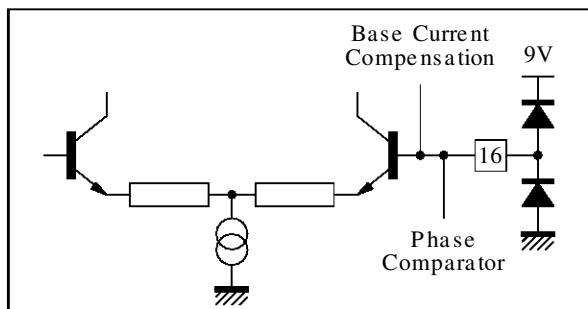 Base Current
Compensation
9V
16
Phase
Comparator